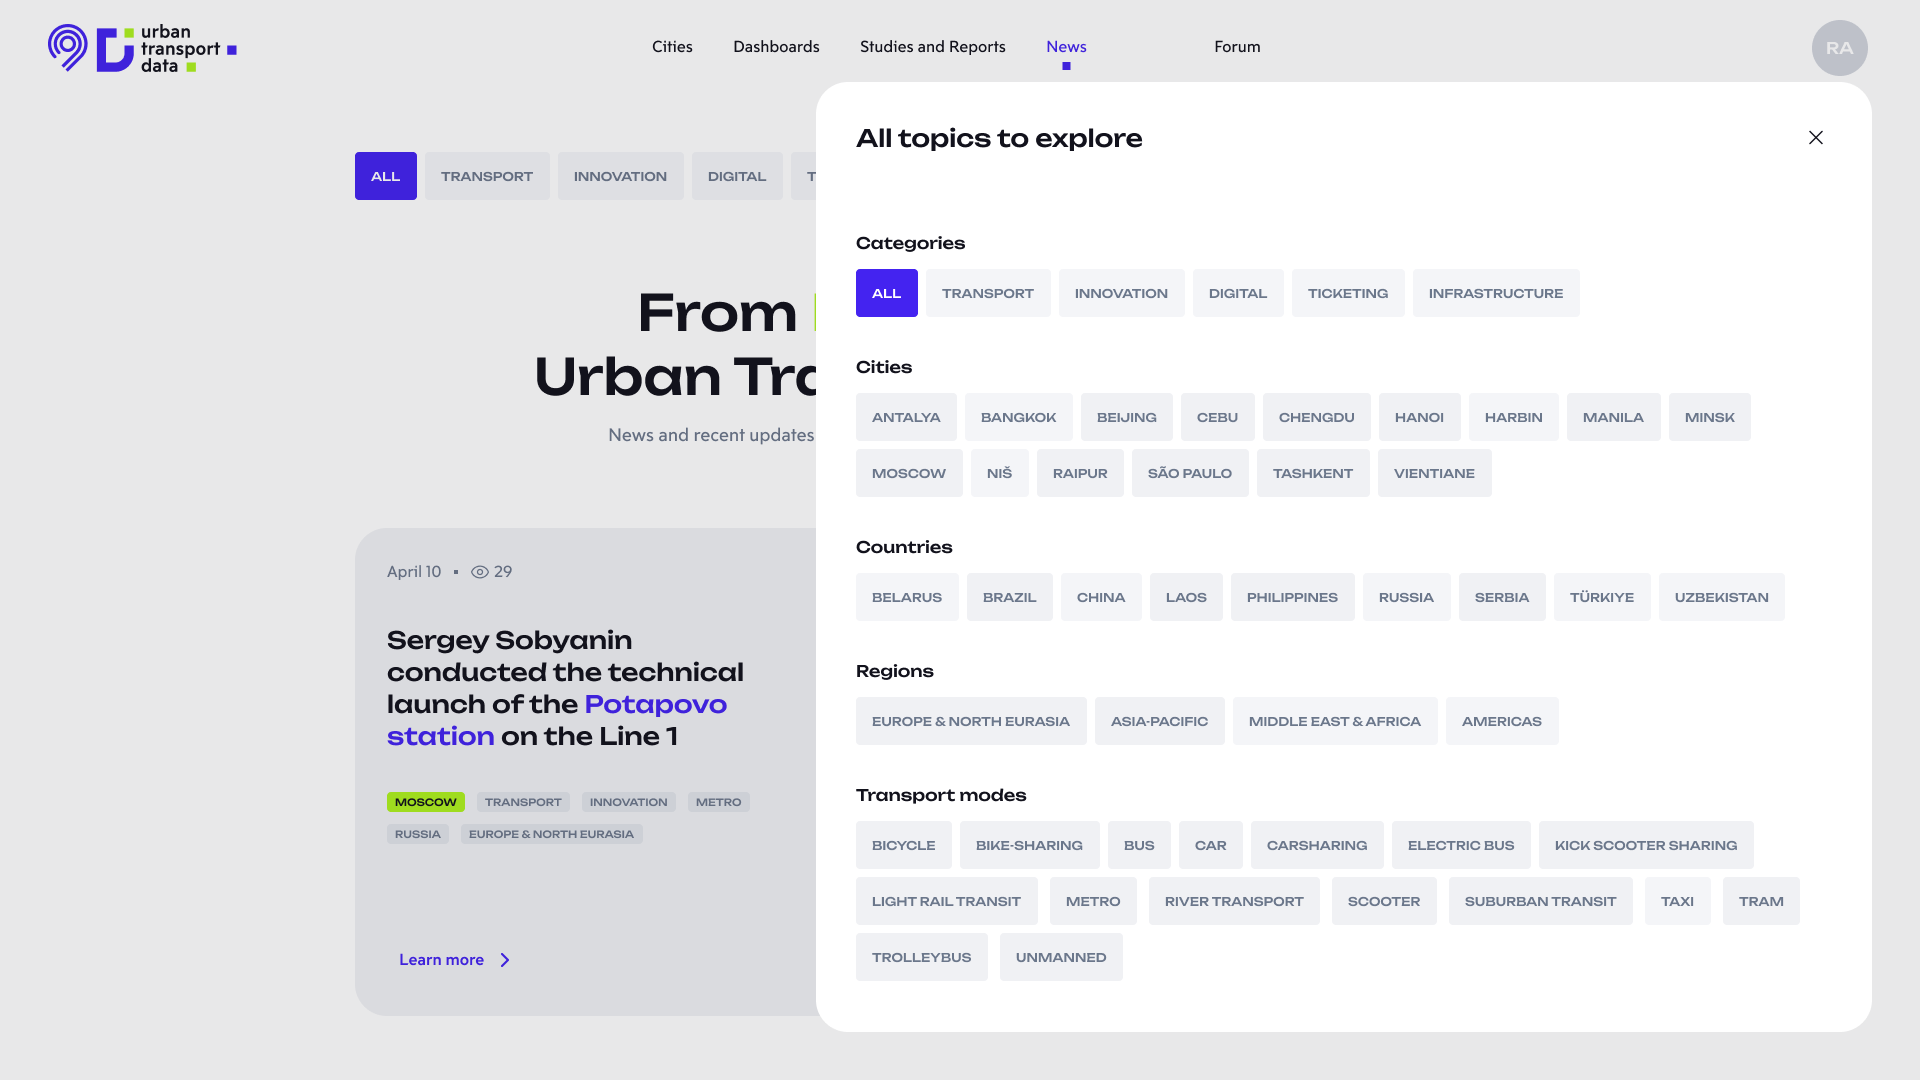 urban
transport
data
Cities Dashboards Studies and Reports News Forum
RA
ALL TRANSPORT INNOVATION DIGITAL
From
Urban Tra
News and recent updates
April 10 29
Sergey Sobyanin
conducted the technical
launch of the Potapovo
station on the Line 1
MOSCOW TRANSPORT INNOVATION METRO
RUSSIA EUROPE & NORTH EURASIA
Learn more
All topics to explore
Categories
ALL TRANSPORT INNOVATION DIGITAL TICKETING INFRASTRUCTURE
Cities
ANTALYA BANGKOK BEIJING CEBU CHENGDU HANOI HARBIN MANILA MINSK
MOSCOW NIŠ RAIPUR SÃO PAULO TASHKENT VIENTIANE
Countries
BELARUS BRAZIL CHINA LAOS PHILIPPINES RUSSIA SERBIA TÜRKIYE UZBEKISTAN
Regions
EUROPE & NORTH EURASIA ASIA-PACIFIC MIDDLE EAST & AFRICA AMERICAS
Transport modes
BICYCLE BIKE-SHARING BUS CAR CARSHARING ELECTRIC BUS KICK SCOOTER SHARING
LIGHT RAIL TRANSIT METRO RIVER TRANSPORT SCOOTER SUBURBAN TRANSIT TAXI TRAM
TROLLEYBUS UNMANNED